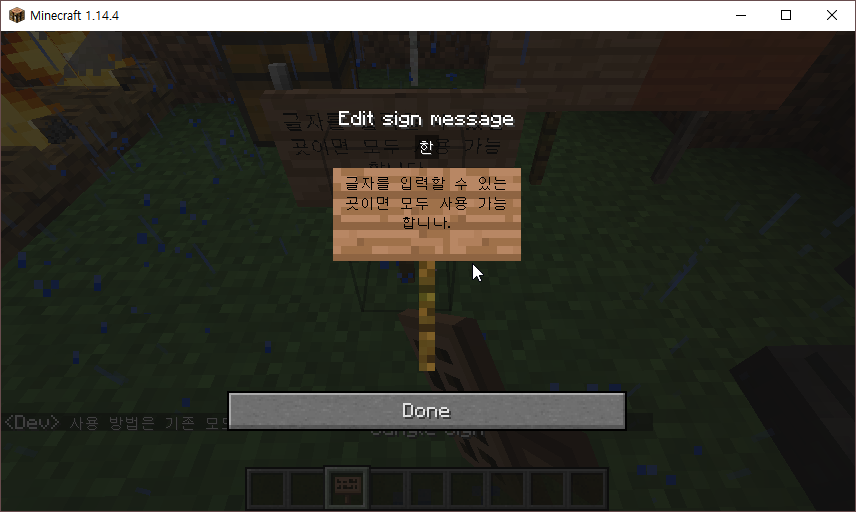 Minecraft 1.14.4
Edit sign message
한
글자를 입력할 수 있는
곳이면 모두 사용 가능
합니다.
Done
<Dev> 사용 방법은 기존
Jungle Sign